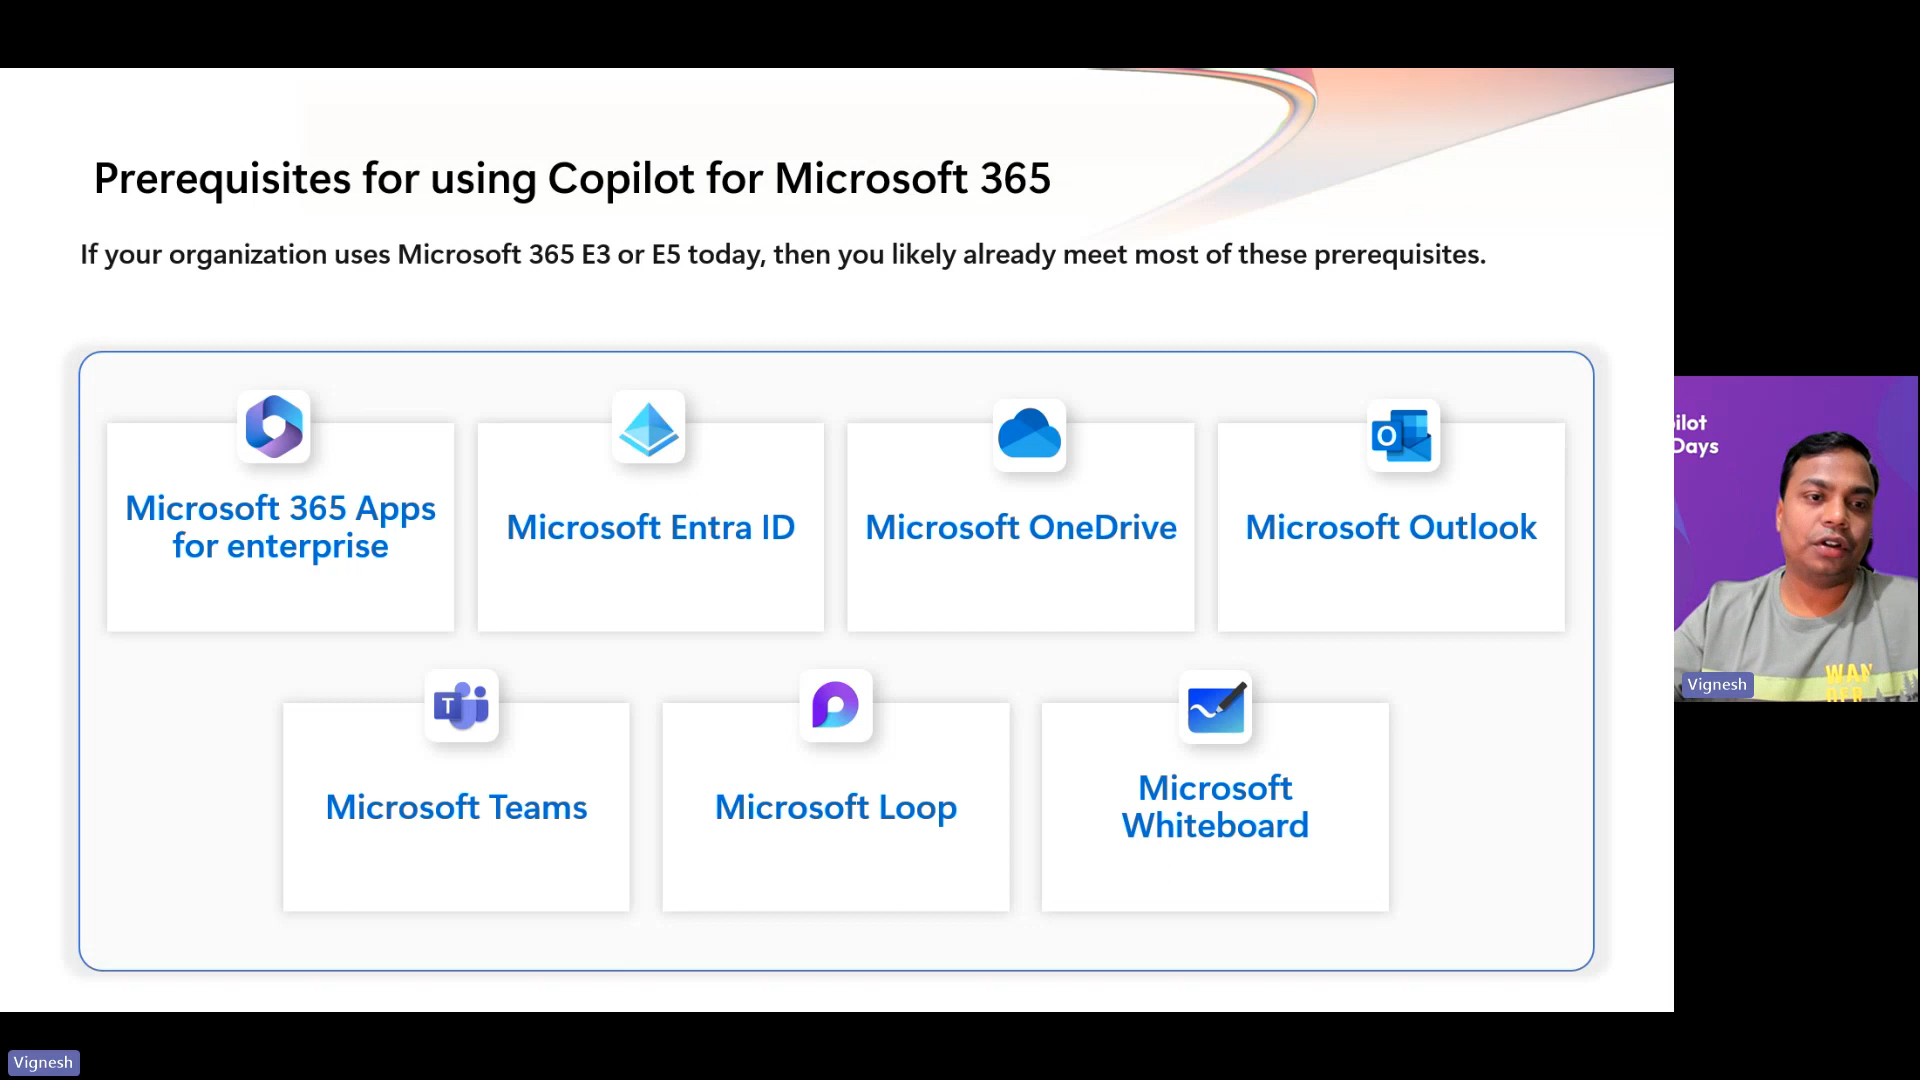 Prerequisites for using Copilot for Microsoft 365
If your organization uses Microsoft 365 E3 or E5 today, then you likely already meet most of these prerequisites.
Microsoft 365 Apps
for enterprise
Microsoft Entra ID
Microsoft OneDrive
O
Microsoft Outlook
T
Microsoft Teams
Microsoft Loop
Microsoft
Whiteboard
ilot
Days
WAN
DER
Vignesh
Vignesh